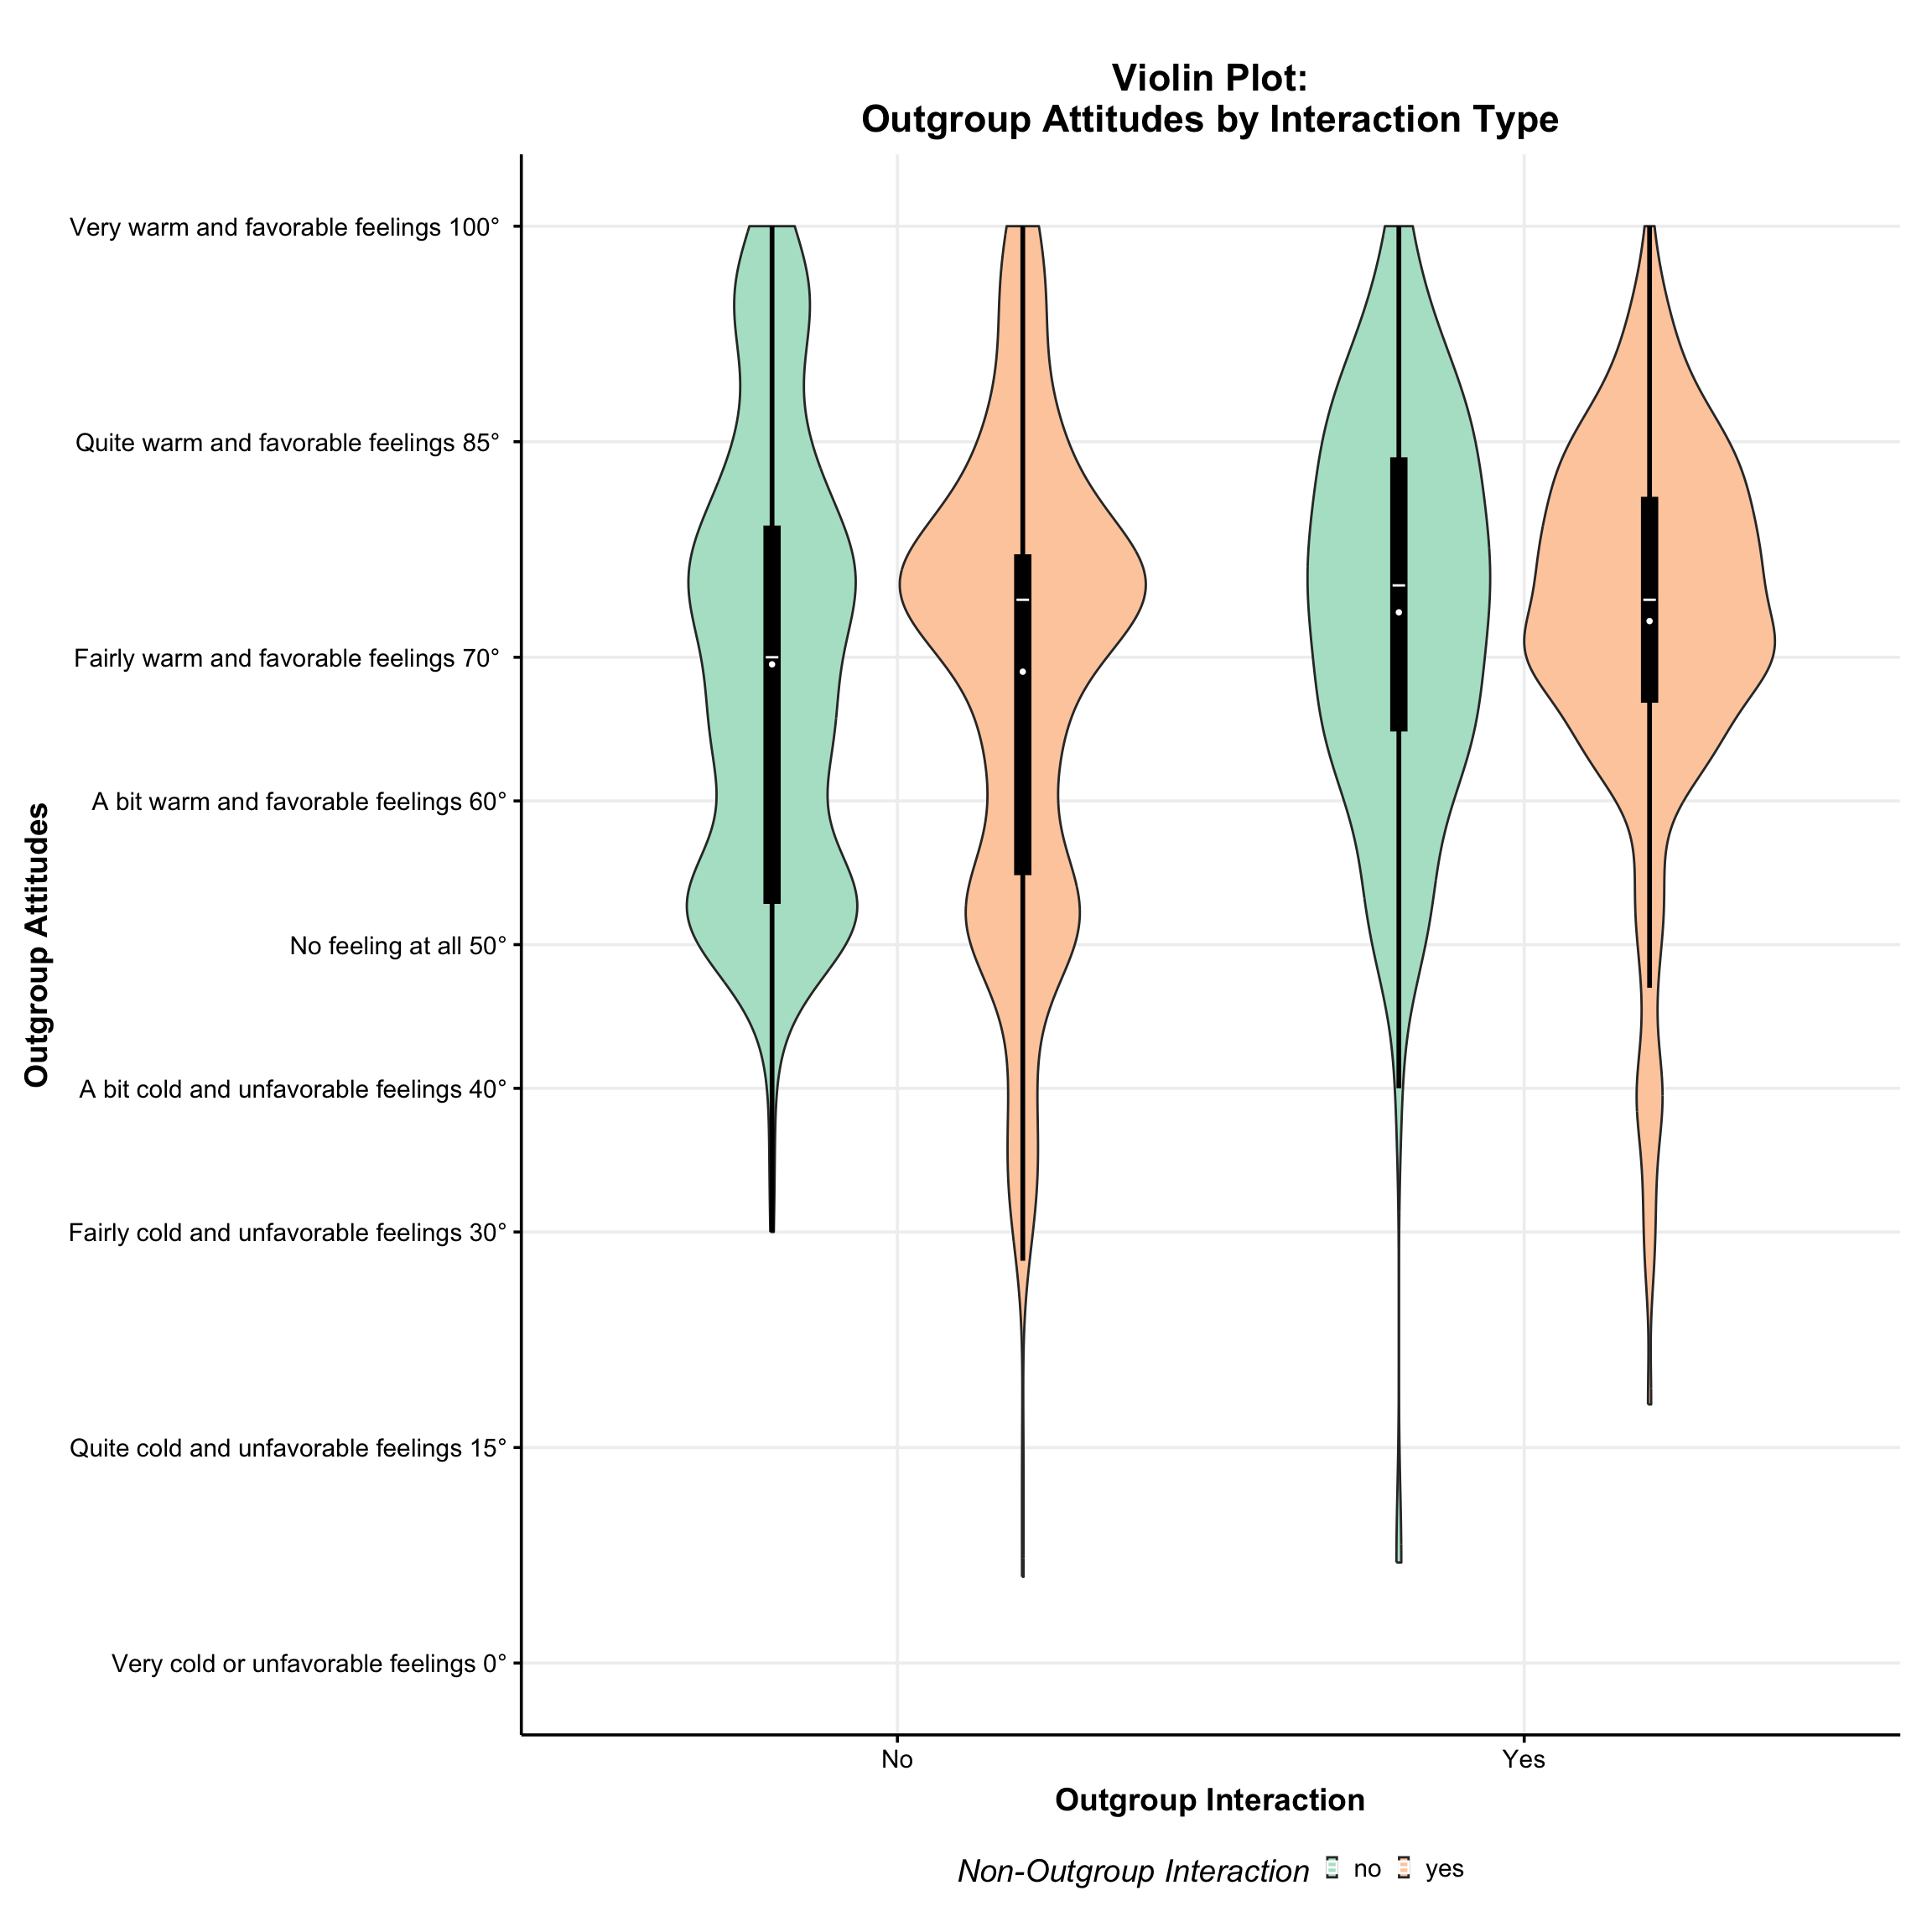 Violin Plot:
Outgroup Attitudes by Interaction Type
Outgroup Attitudes
Very warm and favorable feelings 100°
Quite warm and favorable feelings 85°
Fairly warm and favorable feelings 70°
A bit warm and favorable feelings 60°
No feeling at all 50°
A bit cold and unfavorable feelings 40°
Fairly cold and unfavorable feelings 30°
Quite cold and unfavorable feelings 15°
Very cold or unfavorable feelings 0°
No Yes
Outgroup Interaction
Non-Outgroup Interaction no yes